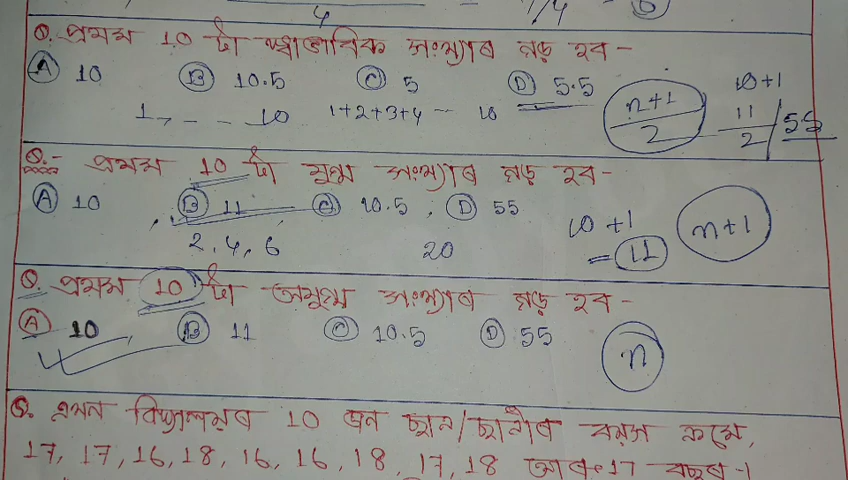 4 1/4 = b
Q. প্ৰথম 10 টা স্বাভাৱিক সংখ্যাৰ গড় হব -
A 10 B 10.5 C 5 D 5.5
1, - - - 10 1+2+3+4 --- 10 n+1/2 10+1 11/2 5.5
Q.- প্ৰথম 10 টা যুগ্ম সংখ্যাৰ গড় হব-
A 10 B 11 C 10.5 D 55
2, 4, 6 20 10+1 = 11 n+1
Q. প্ৰথম 10 টা অযুগ্ম সংখ্যাৰ গড় হব -
A 10 B 11 C 10.5 D 55 n
Q. এখন বিদ্যালয়ৰ 10 জন ছাত্ৰ/ছাত্ৰীৰ বয়স ক্ৰমে,
17, 17, 16, 18, 16, 16, 18, 17, 18 আৰু 17 বছৰ।